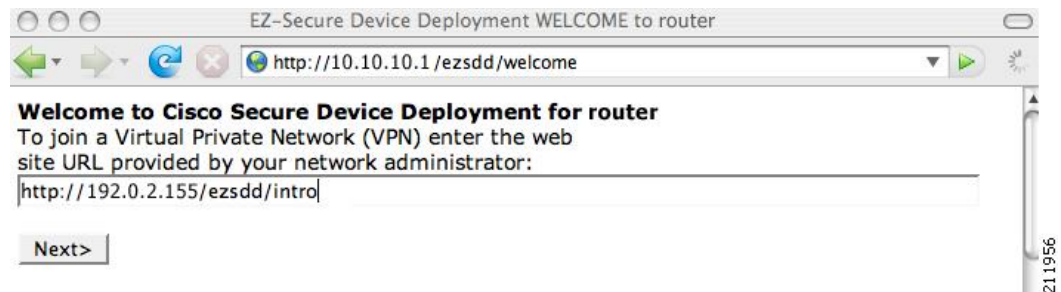 EZ-Secure Device Deployment WELCOME to router
http://10.10.10.1/ezsdd/welcome
Welcome to Cisco Secure Device Deployment for router
To join a Virtual Private Network (VPN) enter the web
site URL provided by your network administrator:
http://192.0.2.155/ezsdd/intro
Next>
211956